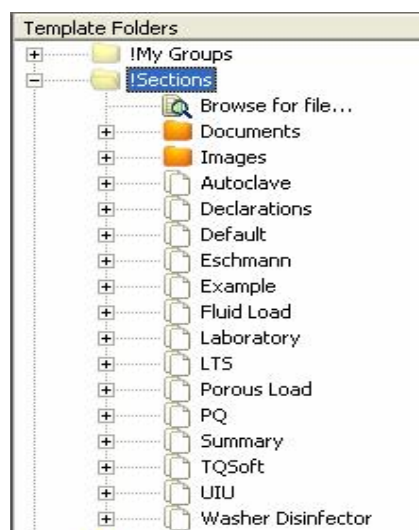 Template Folders
!My Groups
!Sections
Browse for file...
Documents
Images
Autoclave
Declarations
Default
Eschmann
Example
Fluid Load
Laboratory
LTS
Porous Load
PQ
Summary
TQSoft
UIU
Washer Disinfector